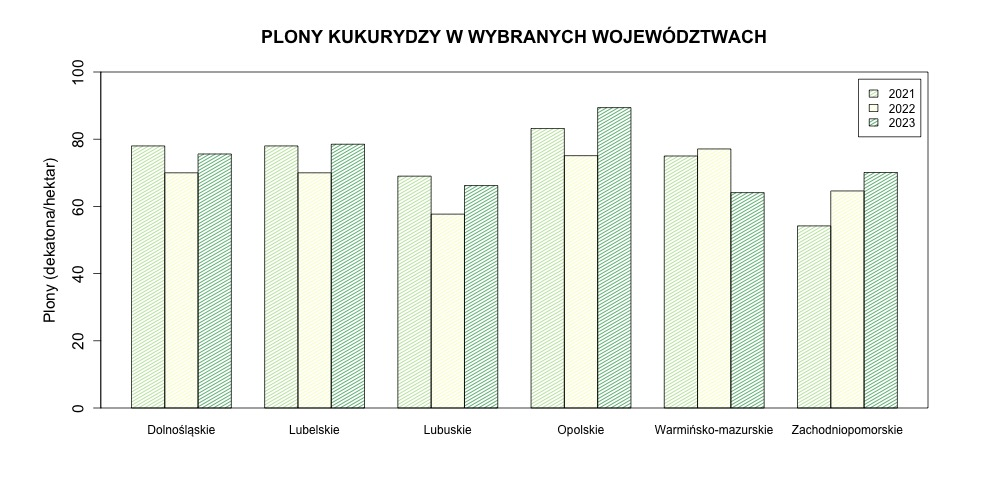 PLONY KUKURYDZY W WYBRANYCH WOJEWÓDZTWACH
Plony (dekatona/hektar)
100
80
60
40
20
0
2021
2022
2023
Dolnośląskie
Lubelskie
Lubuskie
Opolskie
Warmińsko-mazurskie
Zachodniopomorskie